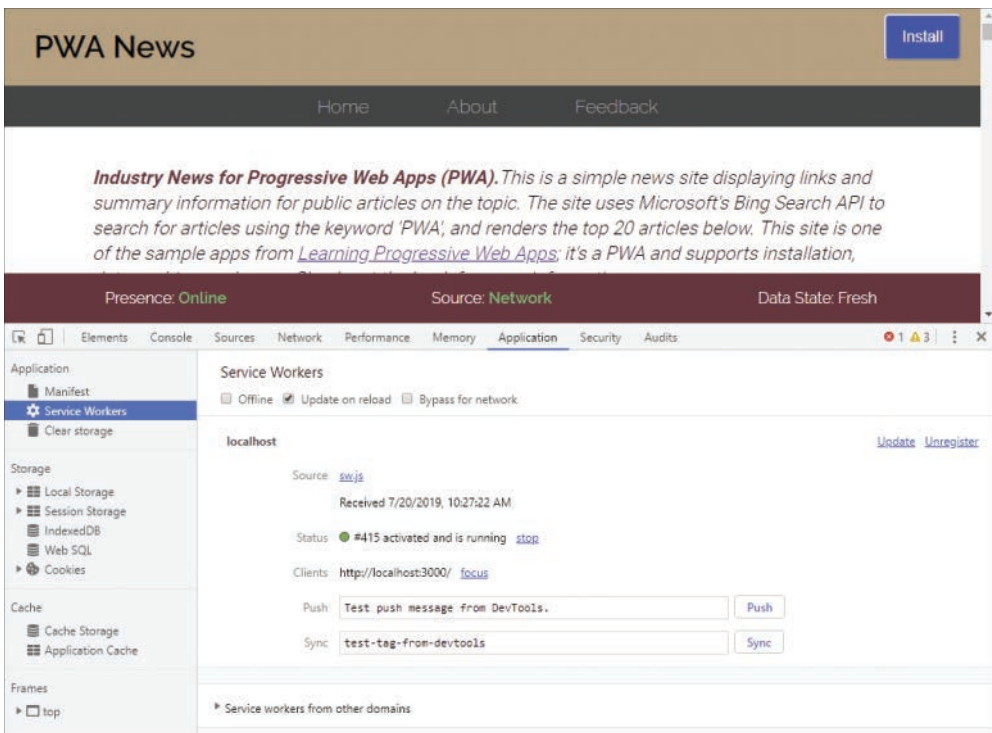 PWA News
Install
Home About Feedback
Industry News for Progressive Web Apps (PWA). This is a simple news site displaying links and
summary information for public articles on the topic. The site uses Microsoft's Bing Search API to
search for articles using the keyword 'PWA', and renders the top 20 articles below. This site is one
of the sample apps from Learning Progressive Web Apps; it's a PWA and supports installation,
Presence: Online Source: Network Data State: Fresh
Elements Console Sources Network Performance Memory Application Security Audits 1 3
Application
Manifest
Service Workers
Clear storage
Storage
Local Storage
Session Storage
IndexedDB
Web SQL
Cookies
Cache
Cache Storage
Application Cache
Frames
top
Service Workers
Offline Update on reload Bypass for network
localhost Update Unregister
Source sw.js
Received 7/20/2019, 10:27:22 AM
Status #415 activated and is running stop
Clients http://localhost:3000/ focus
Push Test push message from DevTools. Push
Sync test-tag-from-devtools Sync
Service workers from other domains